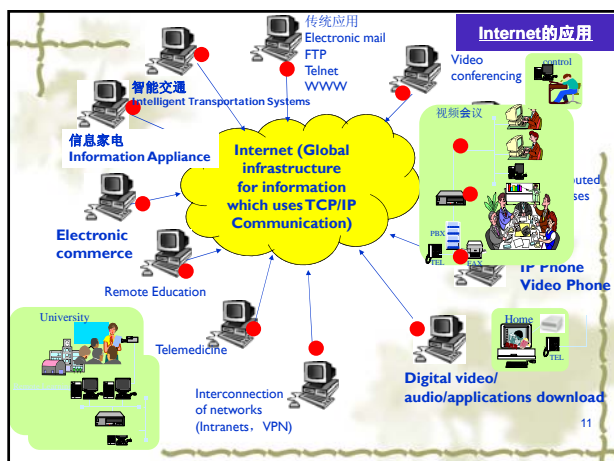 Internet的应用
传统应用
Electronic mail
FTP
Telnet
WWW
Video
conferencing
control
智能交通
Intelligent Transportation Systems
视频会议
信息家电
Information Appliance
Internet (Global
infrastructure
for information
which uses TCP/IP
Communication)
PBX
TEL
FAX
Electronic
commerce
IP Phone
Video Phone
Remote Education
University
Home
TEL
Telemedicine
Digital video/
audio/applications download
Interconnection
of networks
(Intranets，VPN)
11